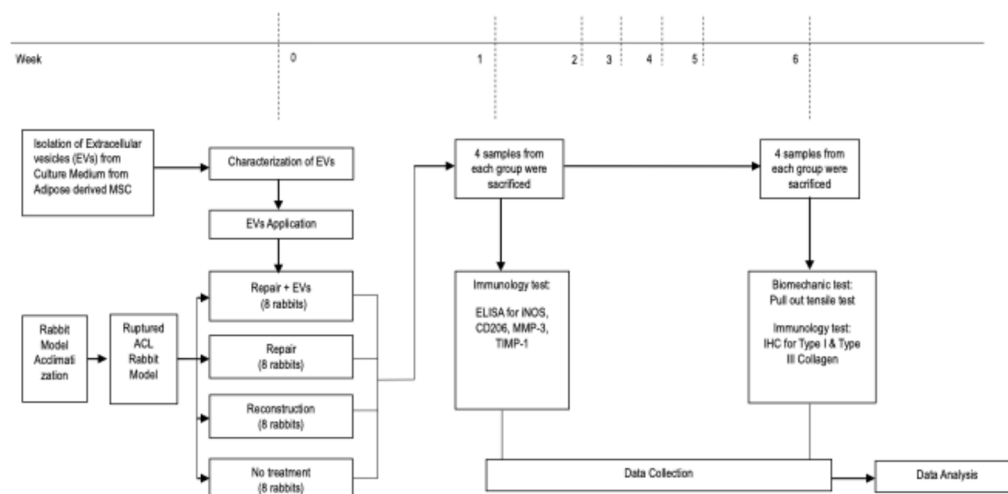 Week 0 1 2 3 4 5 6
Isolation of Extracellular
vesicles (EVs) from
Culture Medium from
Adipose derived MSC
Characterization of EVs
EVs Application
Repair + EVs
(8 rabbits)
Rabbit
Model
Acclimati
zation
Ruptured
ACL
Rabbit
Model
Repair
(8 rabbits)
Reconstruction
(8 rabbits)
No treatment
(8 rabbits)
4 samples from
each group were
sacrificed
4 samples from
each group were
sacrificed
Immunology test:
ELISA for iNOS,
CD206, MMP-3,
TIMP-1
Biomechanic test:
Pull out tensile test
Immunology test:
IHC for Type I & Type
III Collagen
Data Collection
Data Analysis